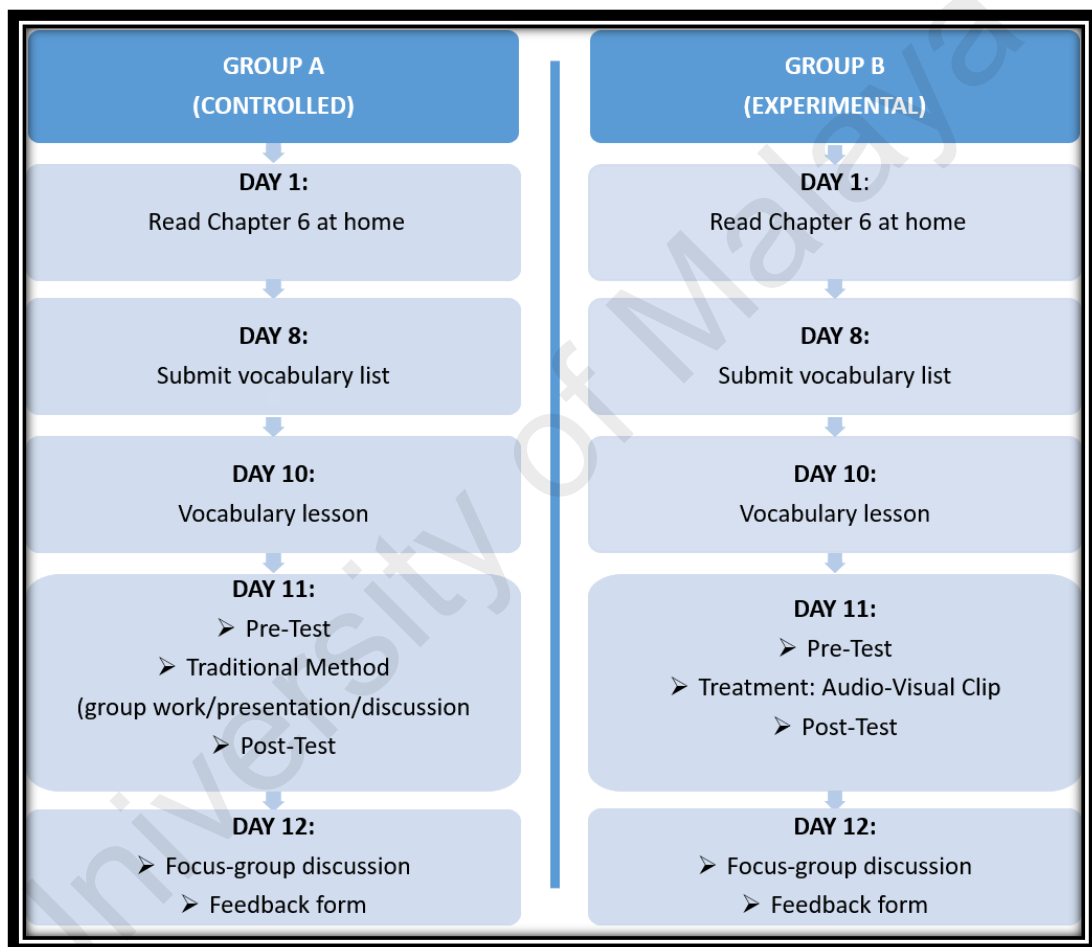 GROUP A
(CONTROLLED)
DAY 1:
Read Chapter 6 at home
DAY 8:
Submit vocabulary list
DAY 10:
Vocabulary lesson
DAY 11:
➢ Pre-Test
➢ Traditional Method
(group work/presentation/discussion
➢ Post-Test
DAY 12:
➢ Focus-group discussion
➢ Feedback form
GROUP B
(EXPERIMENTAL)
DAY 1:
Read Chapter 6 at home
DAY 8:
Submit vocabulary list
DAY 10:
Vocabulary lesson
DAY 11:
➢ Pre-Test
➢ Treatment: Audio-Visual Clip
➢ Post-Test
DAY 12:
➢ Focus-group discussion
➢ Feedback form
University of Malaya